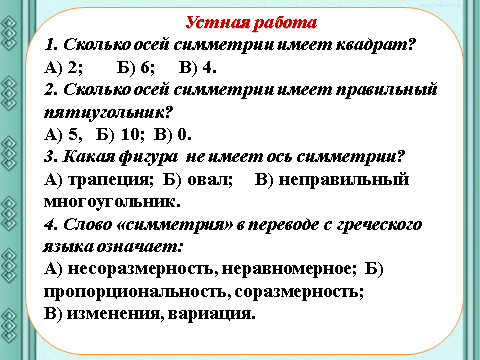 Устная работа
1. Сколько осей симметрии имеет квадрат?
А) 2; Б) 6; В) 4.
2. Сколько осей симметрии имеет правильный
пятиугольник?
А) 5, Б) 10; В) 0.
3. Какая фигура не имеет ось симметрии?
А) трапеция; Б) овал; В) неправильный
многоугольник.
4. Слово «симметрия» в переводе с греческого
языка означает:
А) несоразмерность, неравномерное; Б)
пропорциональность, соразмерность;
В) изменения, вариация.